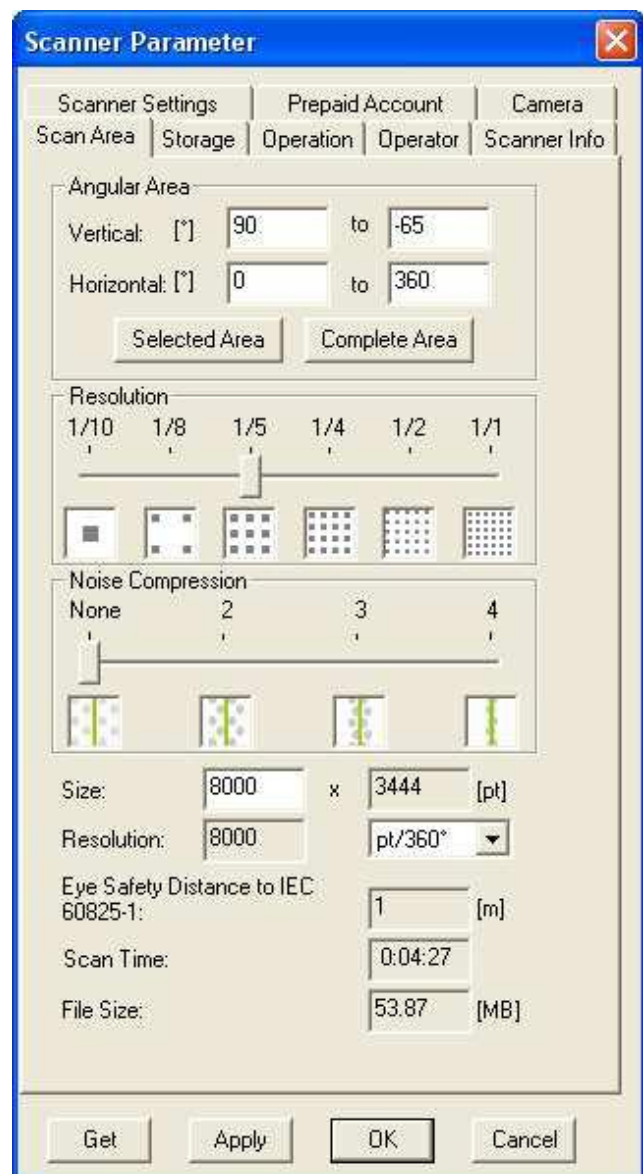 Scanner Parameter
Scanner Settings Prepaid Account Camera
Scan Area Storage Operation Operator Scanner Info
Angular Area
Vertical: [°] 90 to -65
Horizontal: [°] 0 to 360
Selected Area Complete Area
Resolution
1/10 1/8 1/5 1/4 1/2 1/1
Noise Compression
None 2 3 4
Size: 8000 x 3444 [pt]
Resolution: 8000 pt/360°
Eye Safety Distance to IEC
60825-1: 1 [m]
Scan Time: 0:04:27
File Size: 53.87 [MB]
Get Apply OK Cancel